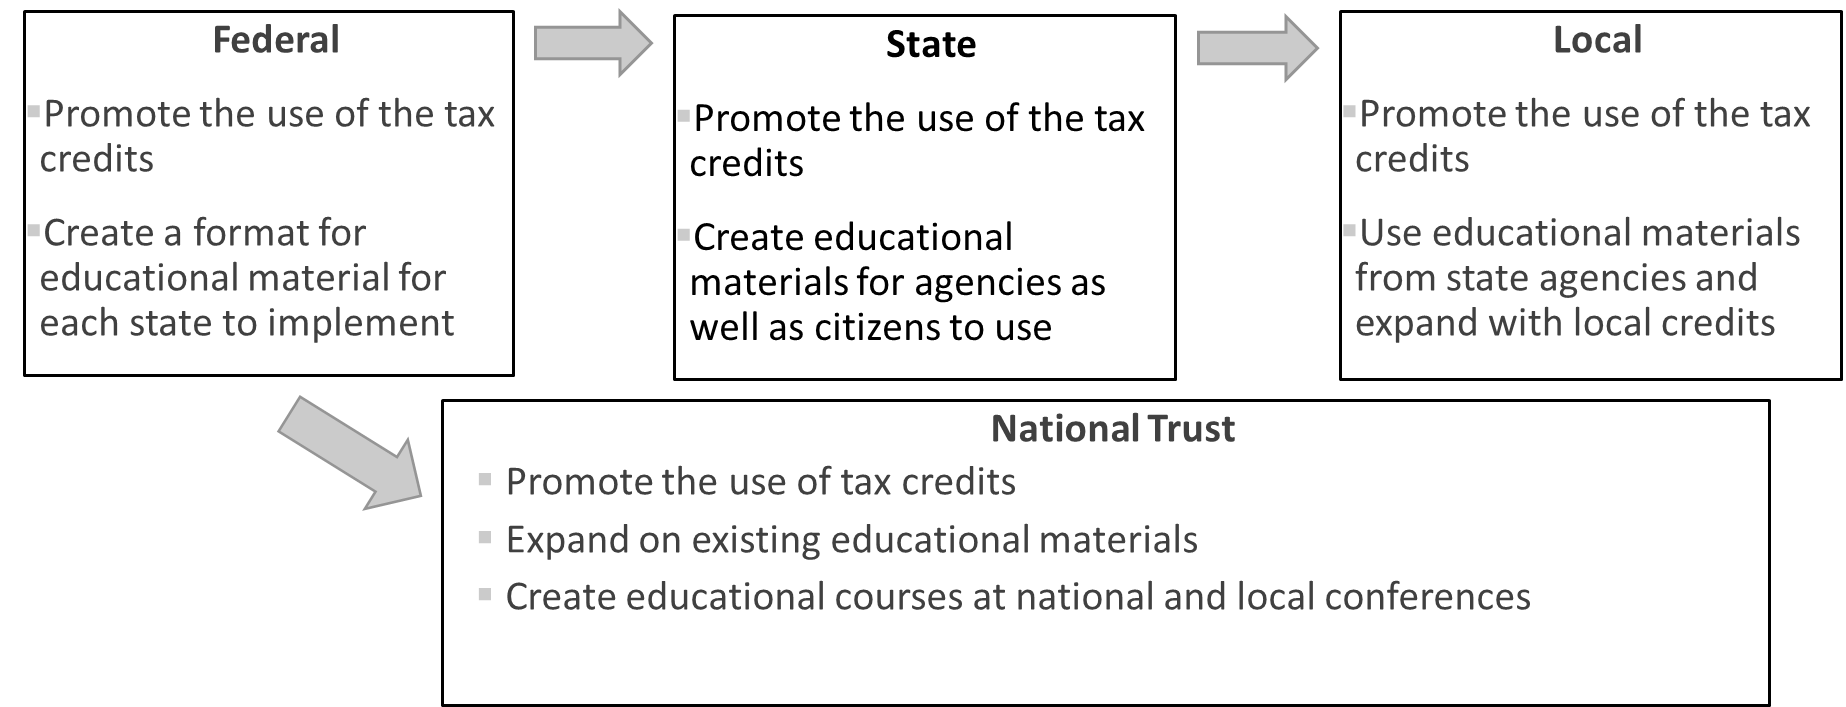 Federal
▪Promote the use of the tax
credits
▪Create a format for
educational material for
each state to implement
State
▪Promote the use of the tax
credits
▪Create educational
materials for agencies as
well as citizens to use
Local
▪Promote the use of the tax
credits
▪Use educational materials
from state agencies and
expand with local credits
National Trust
▪ Promote the use of tax credits
▪ Expand on existing educational materials
▪ Create educational courses at national and local conferences